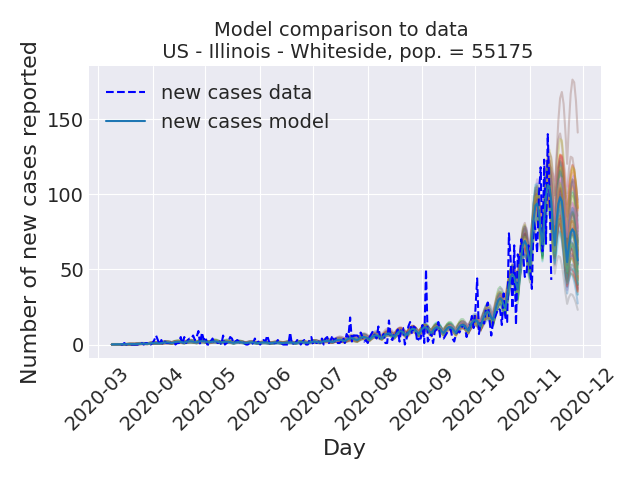 Model comparison to data
US - Illinois - Whiteside, pop. = 55175
Number of new cases reported
150
100
50
0
new cases data
new cases model
2020-03
2020-04
2020-05
2020-06
2020-07
2020-08
2020-09
2020-10
2020-11
2020-12
Day